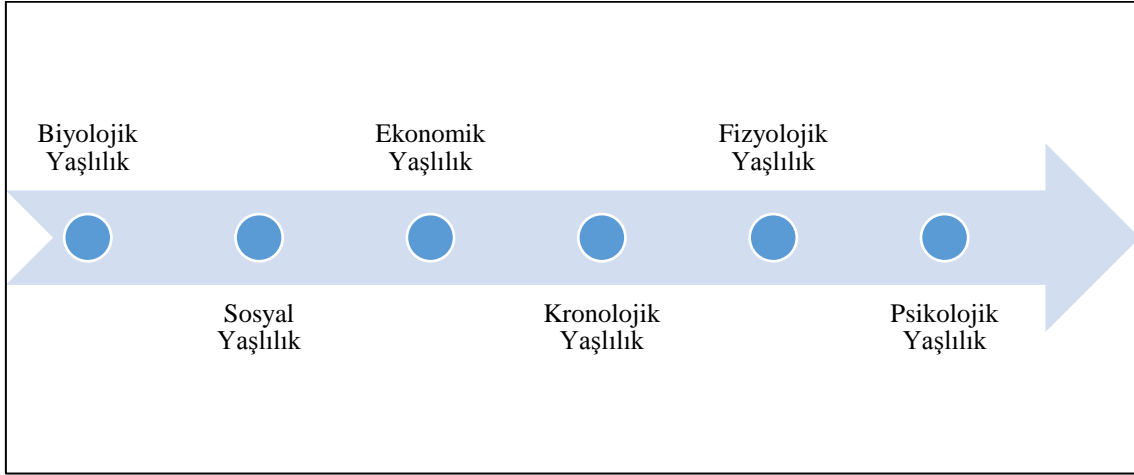 Biyolojik
Yaşlılık
Sosyal
Yaşlılık
Ekonomik
Yaşlılık
Kronolojik
Yaşlılık
Fizyolojik
Yaşlılık
Psikolojik
Yaşlılık